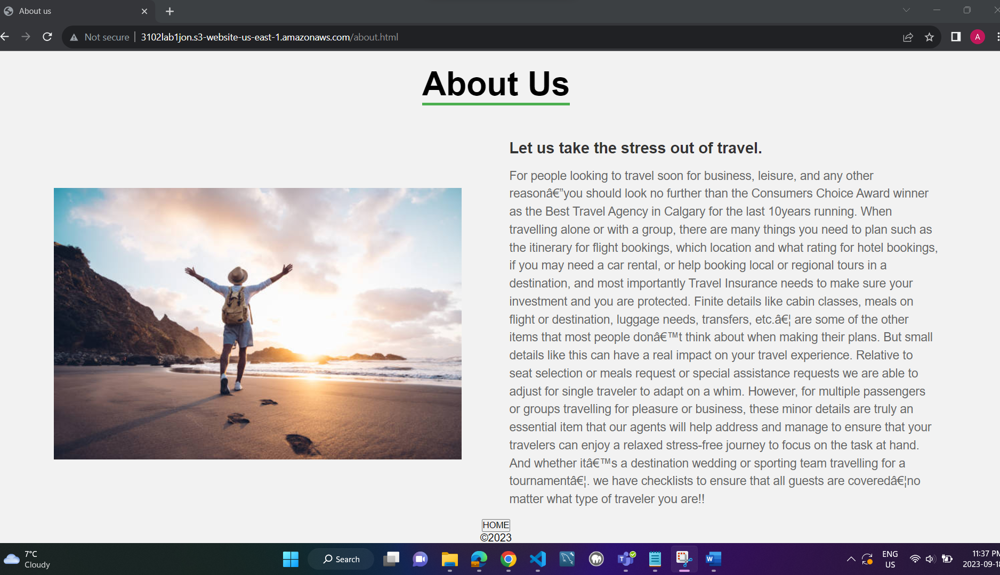 About us
Not secure
3102lab1jon.s3-website-us-east-1.amazonaws.com/about.html
A
About Us
Let us take the stress out of travel.
For people looking to travel soon for business, leisure, and any other
reasonâ€”you should look no further than the Consumers Choice Award winner
as the Best Travel Agency in Calgary for the last 10years running. When
travelling alone or with a group, there are many things you need to plan such as
the itinerary for flight bookings, which location and what rating for hotel bookings,
if you may need a car rental, or help booking local or regional tours in a
destination, and most importantly Travel Insurance needs to make sure your
investment and you are protected. Finite details like cabin classes, meals on
flight or destination, luggage needs, transfers, etc.â€¦ are some of the other
items that most people donâ€™t think about when making their plans. But small
details like this can have a real impact on your travel experience. Relative to
seat selection or meals request or special assistance requests we are able to
adjust for single traveler to adapt on a whim. However, for multiple passengers
or groups travelling for pleasure or business, these minor details are truly an
essential item that our agents will help address and manage to ensure that your
travelers can enjoy a relaxed stress-free journey to focus on the task at hand.
And whether itâ€™s a destination wedding or sporting team travelling for a
tournamentâ€¦. we have checklists to ensure that all guests are coveredâ€¦no
matter what type of traveler you are!!
HOME
©2023
7°C
Cloudy
Search
ENG
US
11:37 PM
2023-09-18